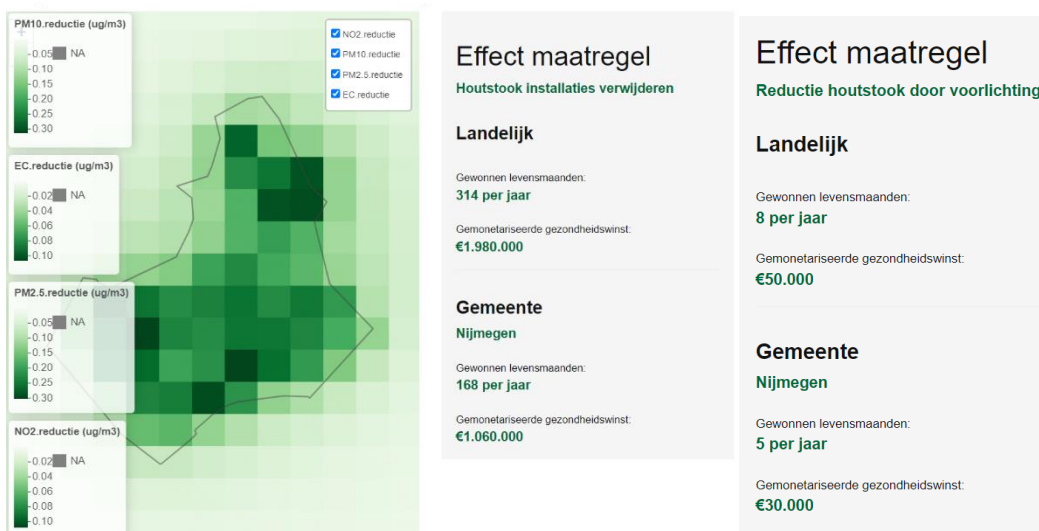 PM10.reductie (ug/m3)
NA
0.05
0.10
0.15
0.20
0.25
0.30
EC.reductie (ug/m3)
NA
0.02
0.04
0.06
0.08
0.10
PM2.5.reductie (ug/m3)
NA
0.05
0.10
0.15
0.20
0.25
0.30
NO2.reductie (ug/m3)
NA
0.02
0.04
0.06
0.08
0.10
NO2.reductie
PM10.reductie
PM2.5.reductie
EC.reductie
Effect maatregel
Houtstook installaties verwijderen
Landelijk
Gewonnen levensmaanden:
314 per jaar
Gemonetariseerde gezondheidswinst:
€1.980.000
Gemeente
Nijmegen
Gewonnen levensmaanden:
168 per jaar
Gemonetariseerde gezondheidswinst:
€1.060.000
Effect maatregel
Reductie houtstook door voorlichting
Landelijk
Gewonnen levensmaanden:
8 per jaar
Gemonetariseerde gezondheidswinst:
€50.000
Gemeente
Nijmegen
Gewonnen levensmaanden:
5 per jaar
Gemonetariseerde gezondheidswinst:
€30.000